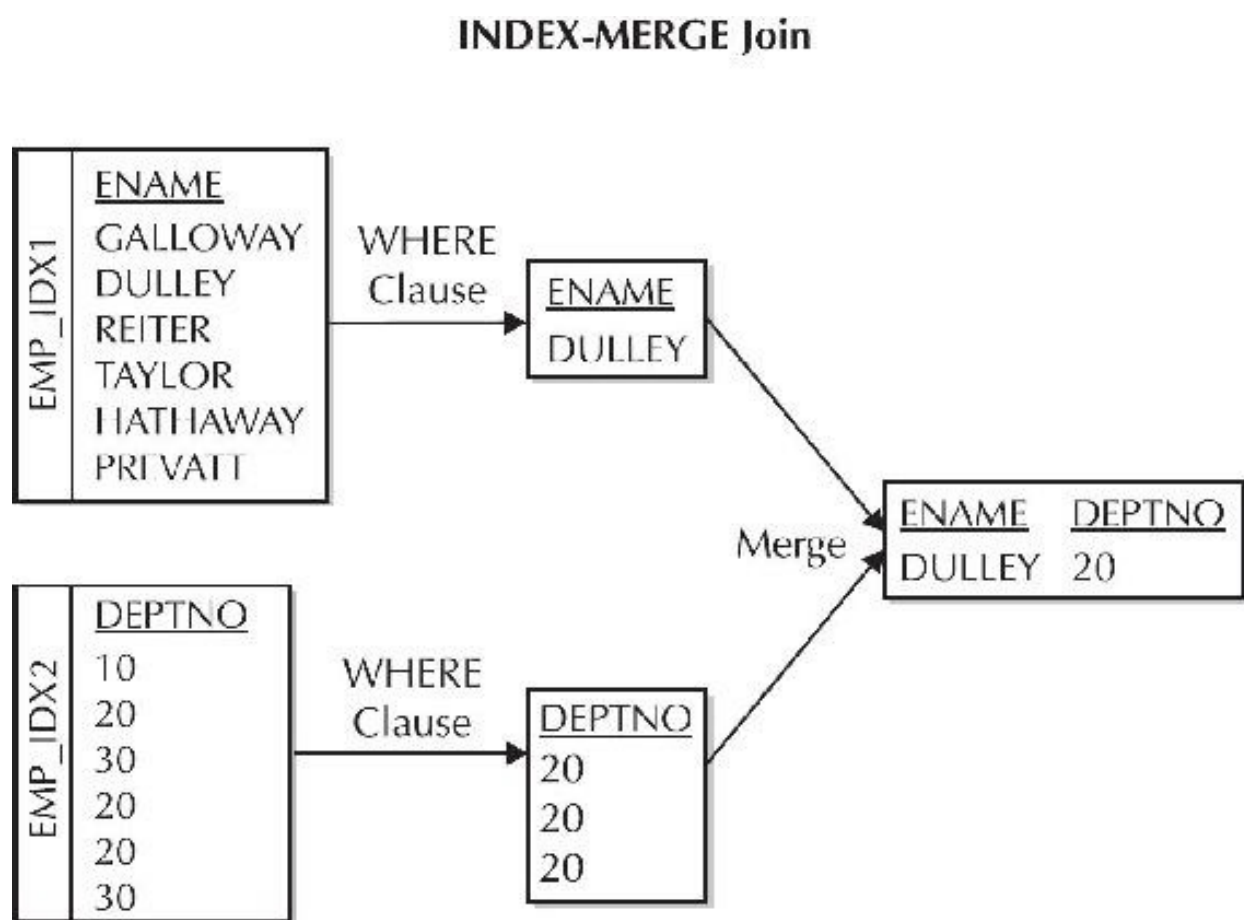 INDEX-MERGE Join
EMP_IDX1
ENAME
GALLOWAY
DULLEY
REITER
TAYLOR
HATHAWAY
PREVATT
WHERE
Clause
ENAME
DULLEY
EMP_IDX2
DEPTNO
10
20
30
20
20
30
WHERE
Clause
DEPTNO
20
20
20
Merge
ENAME DEPTNO
DULLEY 20